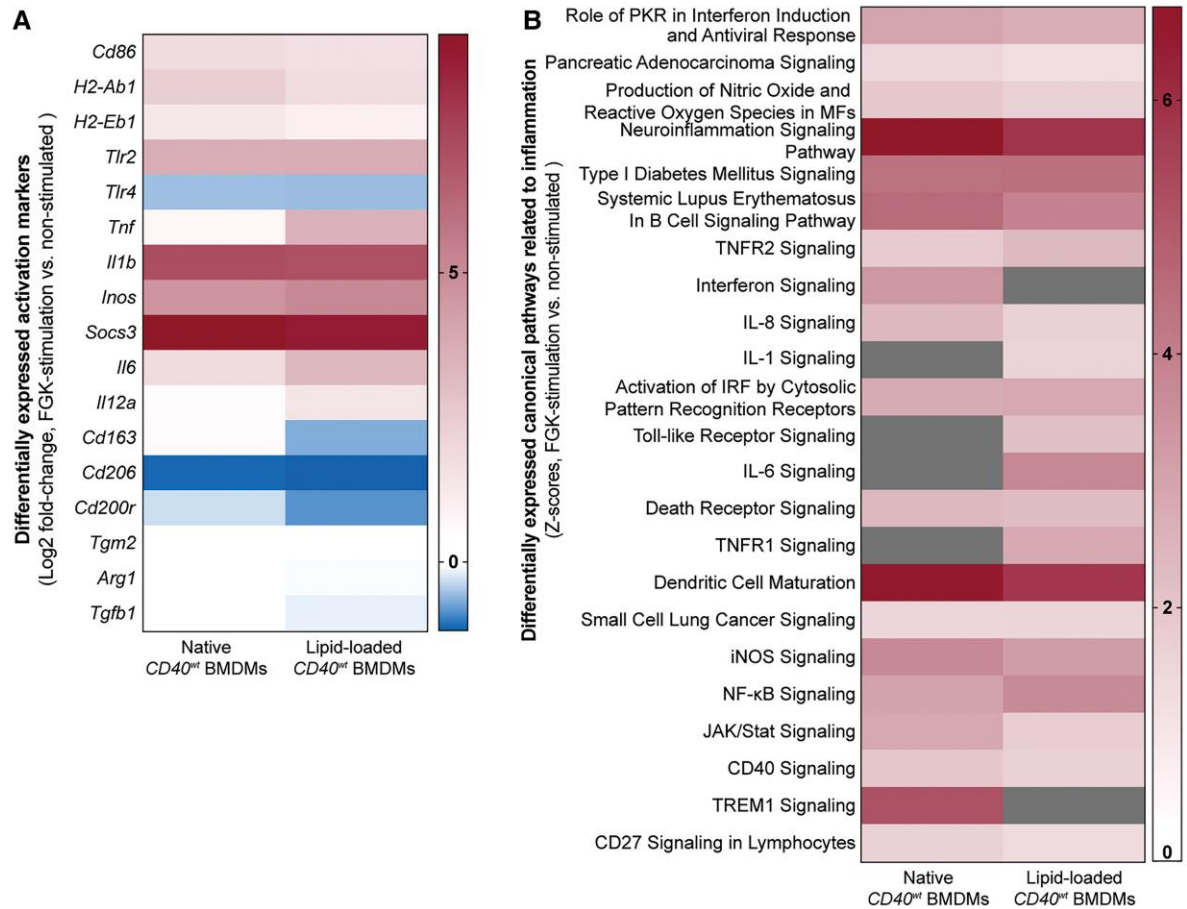 A
Differentially expressed activation markers
(Log2 fold-change, FGK-stimulation vs. non-stimulated )
Cd86
H2-Ab1
H2-Eb1
Tlr2
Tlr4
Tnf
Il1b
Inos
Socs3
Il6
Il12a
Cd163
Cd206
Cd200r
Tgm2
Arg1
Tgfb1
5
0
Native
CD40wt BMDMs
Lipid-loaded
CD40wt BMDMs
B
Differentially expressed canonical pathways related to inflammation
(Z-scores, FGK-stimulation vs. non-stimulated )
Role of PKR in Interferon Induction
and Antiviral Response
Pancreatic Adenocarcinoma Signaling
Production of Nitric Oxide and
Reactive Oxygen Species in MFs
Neuroinflammation Signaling
Pathway
Type I Diabetes Mellitus Signaling
Systemic Lupus Erythematosus
In B Cell Signaling Pathway
TNFR2 Signaling
Interferon Signaling
IL-8 Signaling
IL-1 Signaling
Activation of IRF by Cytosolic
Pattern Recognition Receptors
Toll-like Receptor Signaling
IL-6 Signaling
Death Receptor Signaling
TNFR1 Signaling
Dendritic Cell Maturation
Small Cell Lung Cancer Signaling
iNOS Signaling
NF-κB Signaling
JAK/Stat Signaling
CD40 Signaling
TREM1 Signaling
CD27 Signaling in Lymphocytes
6
4
2
0
Native
CD40wt BMDMs
Lipid-loaded
CD40wt BMDMs